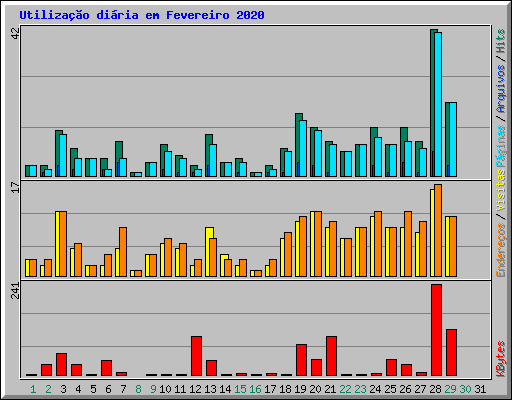 Utilização diária em Fevereiro 2020
42
17
241
Endereços / Visitas Páginas / Arquivos / Hits
KBytes
1 2 3 4 5 6 7 8 9 10 11 12 13 14 15 16 17 18 19 20 21 22 23 24 25 26 27 28 29 30 31